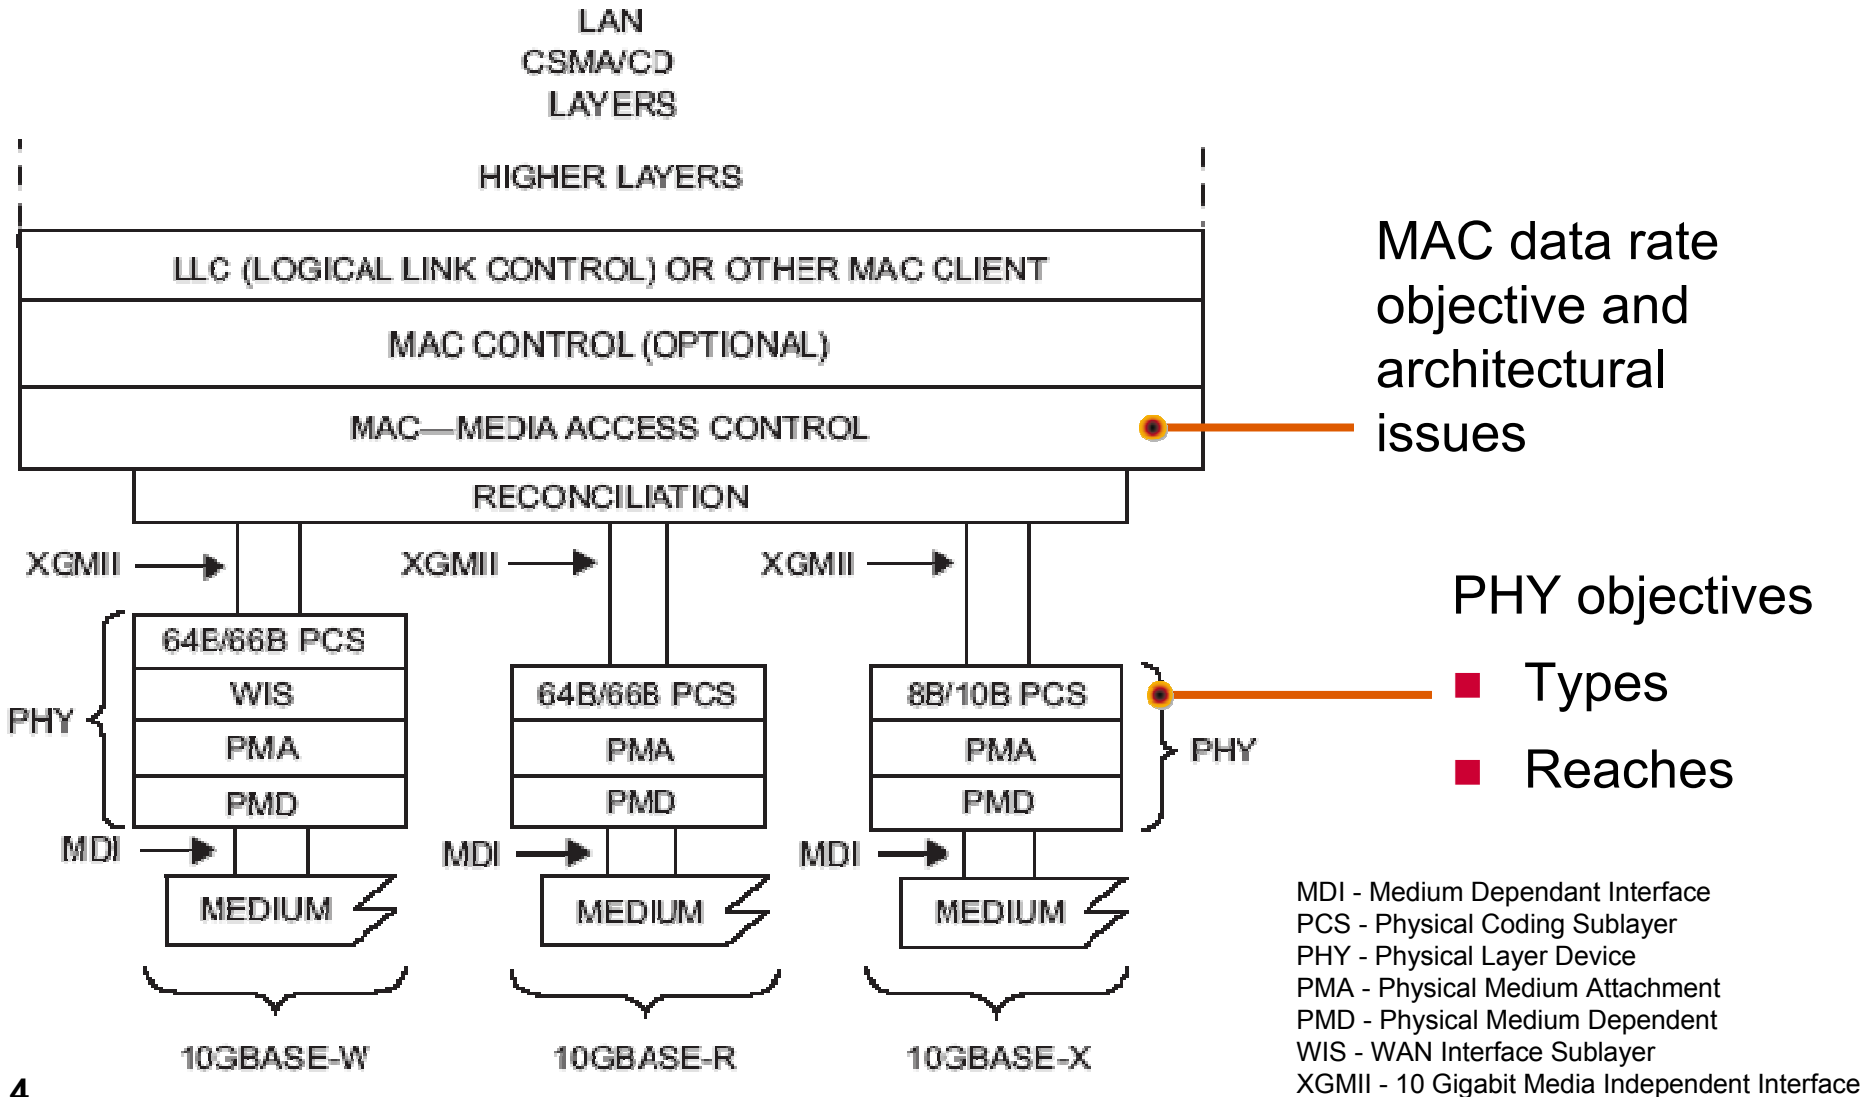 LAN
CSMA/CD
LAYERS
HIGHER LAYERS
LLC (LOGICAL LINK CONTROL) OR OTHER MAC CLIENT
MAC CONTROL (OPTIONAL)
MAC—MEDIA ACCESS CONTROL
RECONCILIATION
MAC data rate
objective and
architectural
issues
XGMII
XGMII
XGMII
64B/66B PCS
WIS
PMA
PMD
PHY
64B/66B PCS
PMA
PMD
8B/10B PCS
PMA
PMD
PHY
PHY objectives
■ Types
■ Reaches
MDI
MDI
MDI
MEDIUM
MEDIUM
MEDIUM
10GBASE-W
10GBASE-R
10GBASE-X
MDI - Medium Dependant Interface
PCS - Physical Coding Sublayer
PHY - Physical Layer Device
PMA - Physical Medium Attachment
PMD - Physical Medium Dependent
WIS - WAN Interface Sublayer
XGMII - 10 Gigabit Media Independent Interface
4